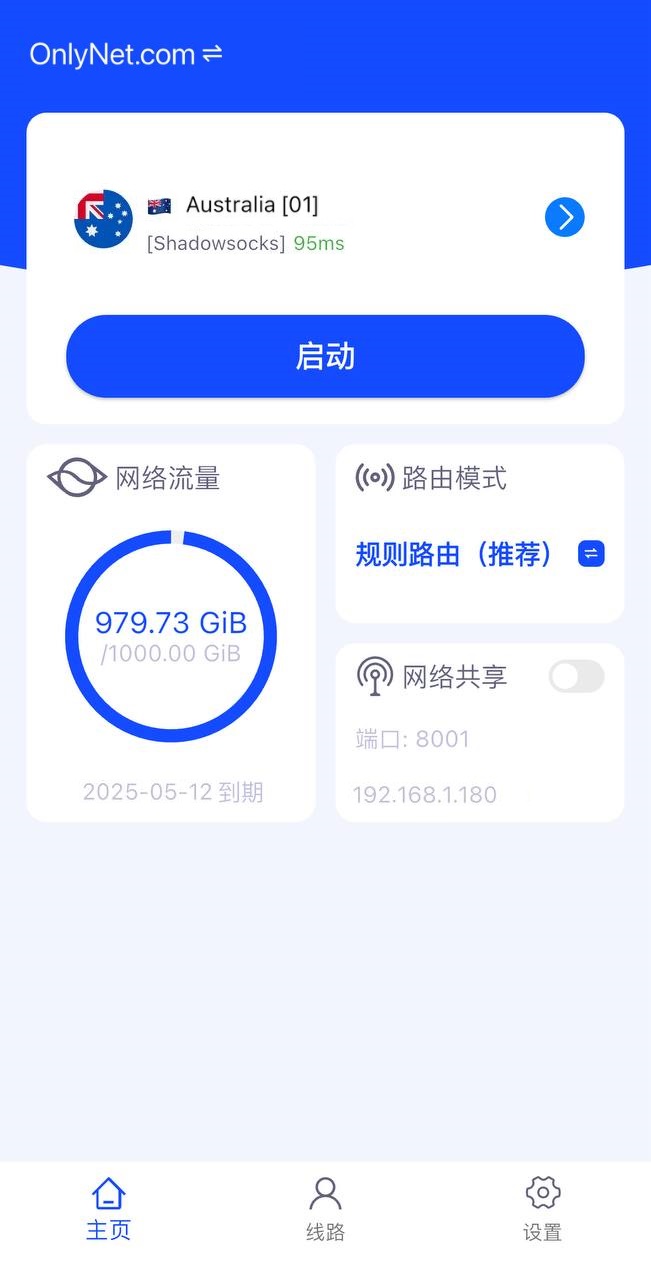 OnlyNet.com ⇌
🇦🇺 Australia [01]
[Shadowsocks] 95ms
启动
网络流量
979.73 GiB
/1000.00 GiB
2025-05-12 到期
路由模式
规则路由（推荐）
网络共享
端口: 8001
192.168.1.180
主页
线路
设置